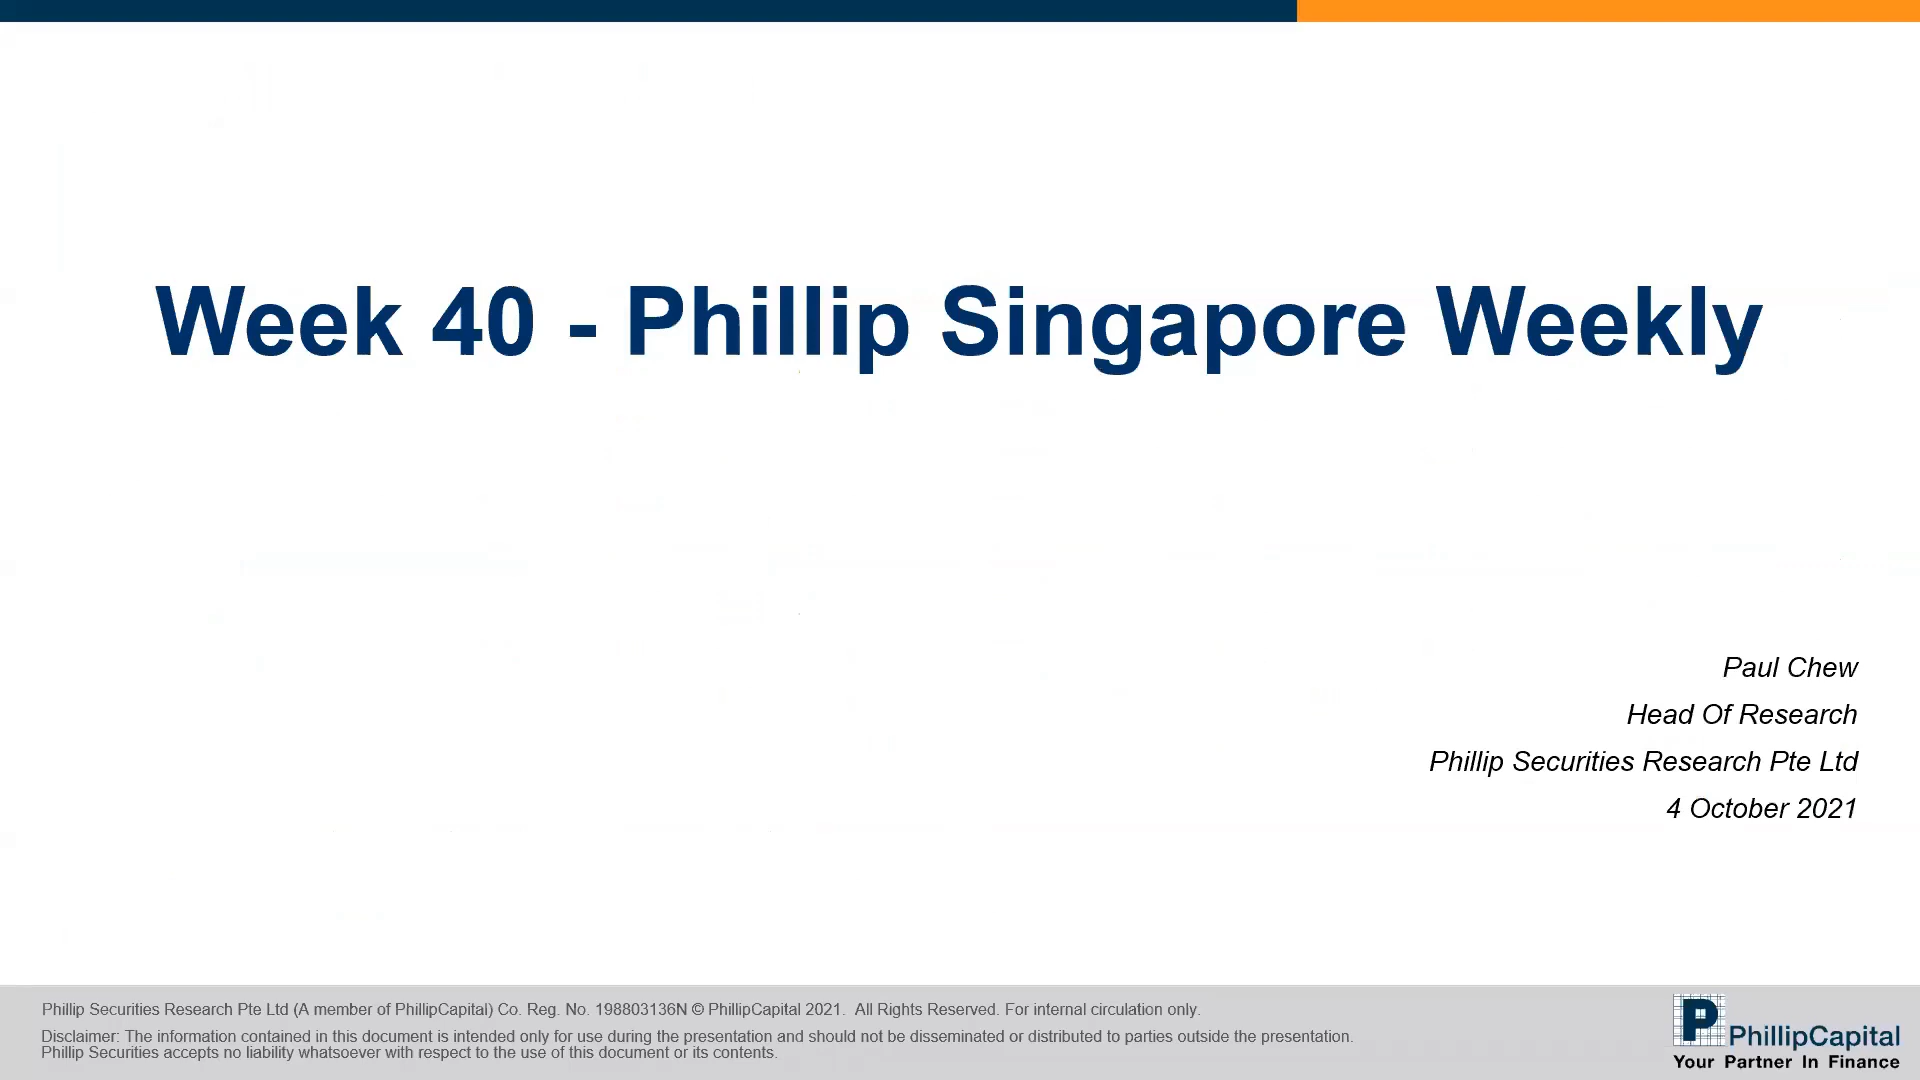 Week 40 - Phillip Singapore Weekly
Paul Chew
Head Of Research
Phillip Securities Research Pte Ltd
4 October 2021
Phillip Securities Research Pte Ltd (A member of PhillipCapital) Co. Reg. No. 198803136N © PhillipCapital 2021.  All Rights Reserved. For internal circulation only.
Disclaimer: The information contained in this document is intended only for use during the presentation and should not be disseminated or distributed to parties outside the presentation.
Phillip Securities accepts no liability whatsoever with respect to the use of this document or its contents.
P PhillipCapital
Your Partner In Finance